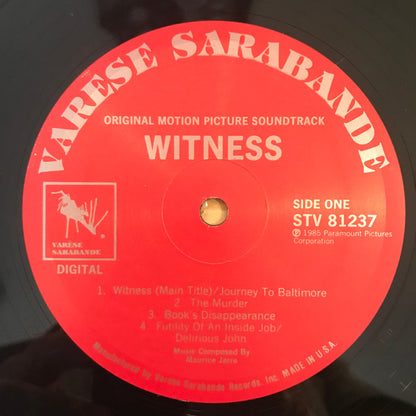 VARÈSE SARABANDE
ORIGINAL MOTION PICTURE SOUNDTRACK
WITNESS
SIDE ONE
STV 81237
℗ 1985 Paramount Pictures
Corporation
VARÈSE
SARABANDE
DIGITAL
1. Witness (Main Title)/Journey To Baltimore
2. The Murder
3. Book's Disappearance
4. Futility Of An Inside Job/
Delirious John
Music Composed By
Maurice Jarre
Manufactured by Varese Sarabande Records, Inc. MADE IN U.S.A.